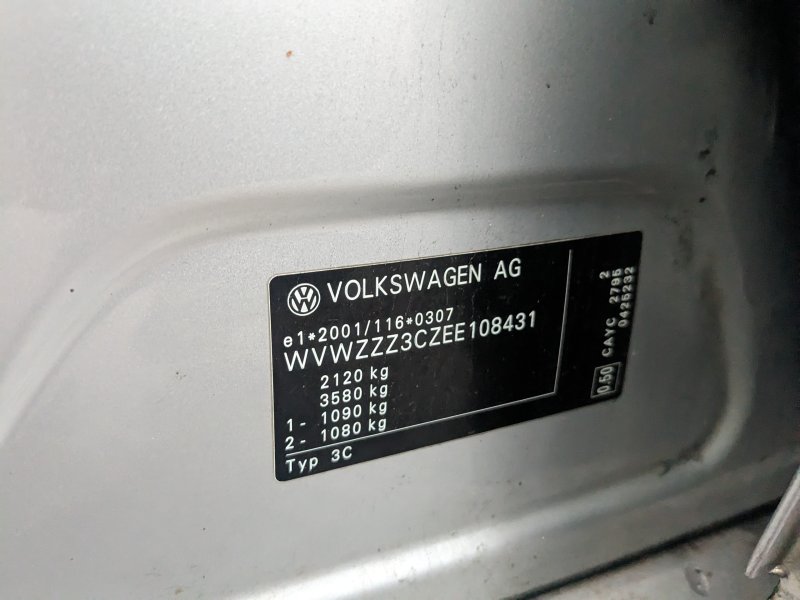 VOLKSWAGEN AG
e1*2001/116*0307
WVWZZZ3CZEE108431
2120 kg
3580 kg
1- 1090 kg
2- 1080 kg
Typ 3C
0.50 CAYC 2795 2
0425232